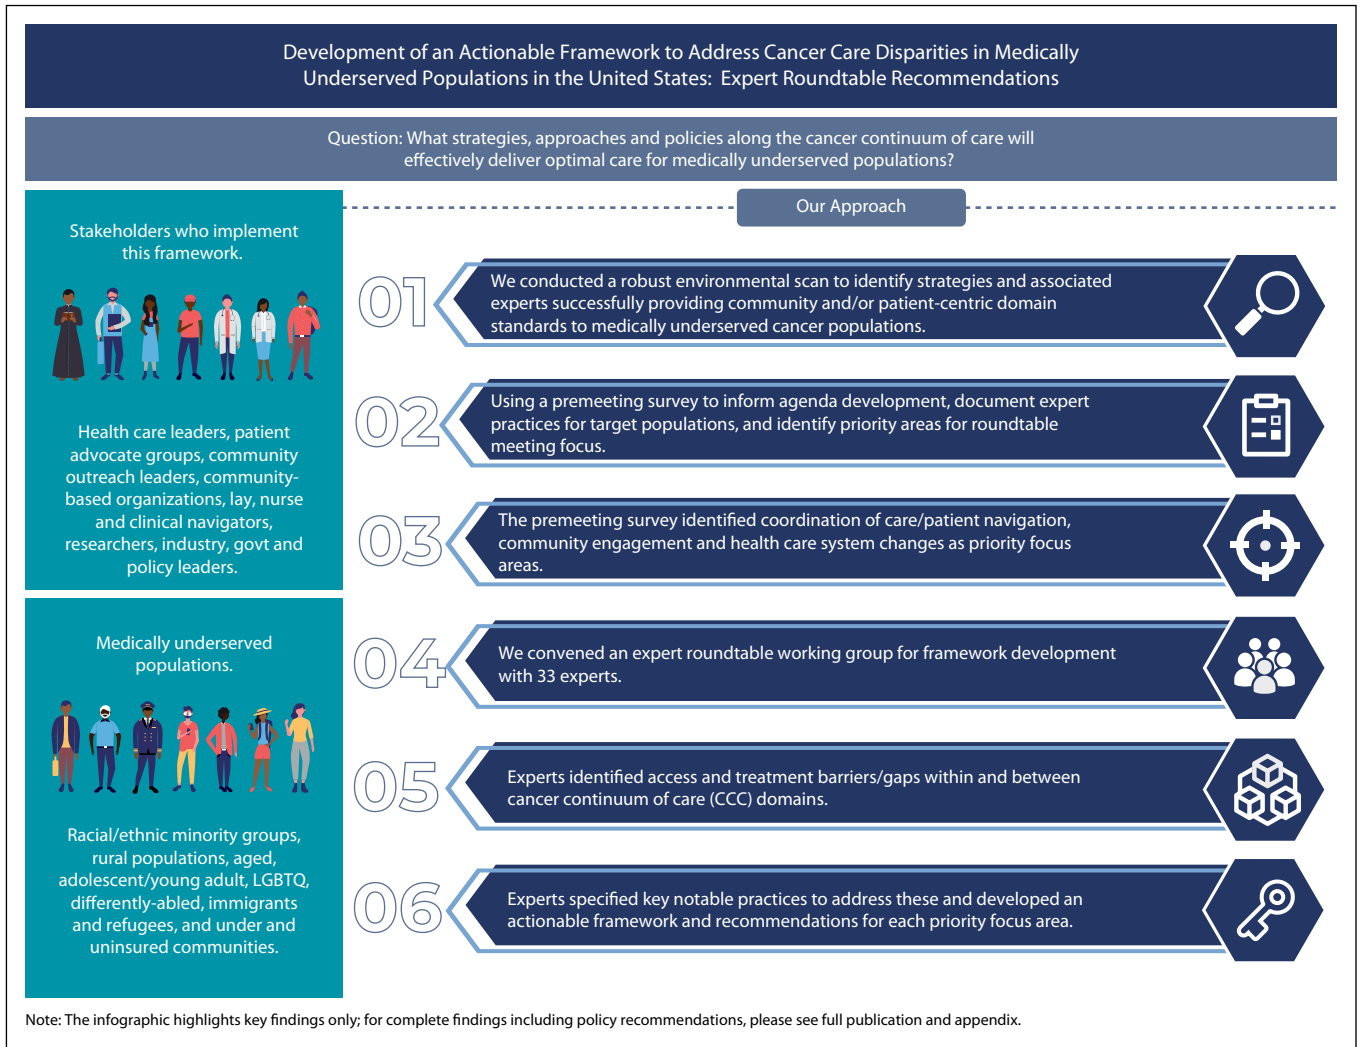 Development of an Actionable Framework to Address Cancer Care Disparities in Medically
Underserved Populations in the United States: Expert Roundtable Recommendations
Question: What strategies, approaches and policies along the cancer continuum of care will
effectively deliver optimal care for medically underserved populations?
Stakeholders who implement
this framework.
Health care leaders, patient
advocate groups, community
outreach leaders, community-
based organizations, lay, nurse
and clinical navigators,
researchers, industry, govt and
policy leaders.
Medically underserved
populations.
Racial/ethnic minority groups,
rural populations, aged,
adolescent/young adult, LGBTQ,
differently-abled, immigrants
and refugees, and under and
uninsured communities.
Our Approach
01
We conducted a robust environmental scan to identify strategies and associated
experts successfully providing community and/or patient-centric domain
standards to medically underserved cancer populations.
02
Using a premeeting survey to inform agenda development, document expert
practices for target populations, and identify priority areas for roundtable
meeting focus.
03
The premeeting survey identified coordination of care/patient navigation,
community engagement and health care system changes as priority focus
areas.
04
We convened an expert roundtable working group for framework development
with 33 experts.
05
Experts identified access and treatment barriers/gaps within and between
cancer continuum of care (CCC) domains.
06
Experts specified key notable practices to address these and developed an
actionable framework and recommendations for each priority focus area.
Note: The infographic highlights key findings only; for complete findings including policy recommendations, please see full publication and appendix.